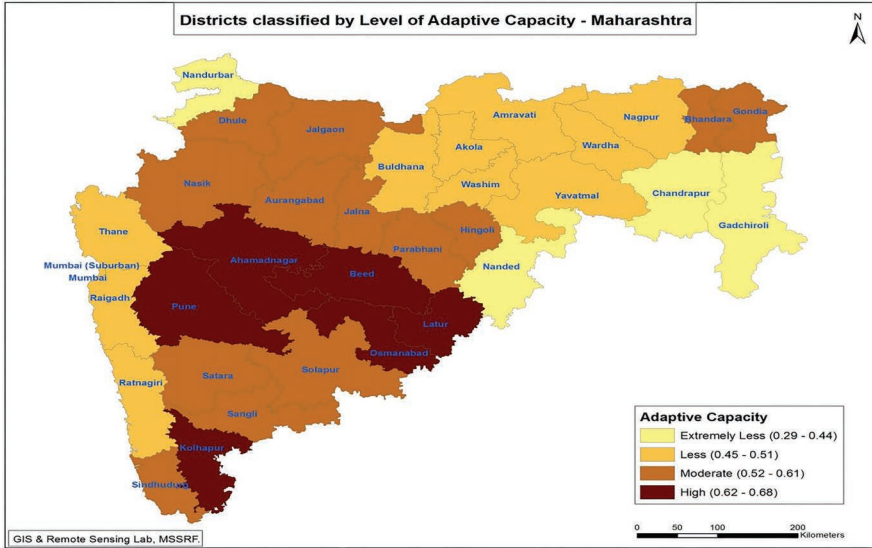 Districts classified by Level of Adaptive Capacity - Maharashtra
N
Nandurbar
Dhule
Jalgaon
Amravati
Nagpur
Bhandara
Gondia
Buldhana
Akola
Wardha
Nasik
Washim
Yavatmal
Chandrapur
Aurangabad
Jalna
Gadchiroli
Thane
Hingoli
Parabhani
Ahamadnagar
Nanded
Mumbai (Suburban)
Mumbai
Beed
Raigadh
Pune
Latur
Osmanabad
Solapur
Satara
Ratnagiri
Sangli
Kolhapur
Sindhudurg
Adaptive Capacity
Extremely Less (0.29 - 0.44)
Less (0.45 - 0.51)
Moderate (0.52 - 0.61)
High (0.62 - 0.68)
0 50 100 200
Kilometers
GIS & Remote Sensing Lab, MSSRF.